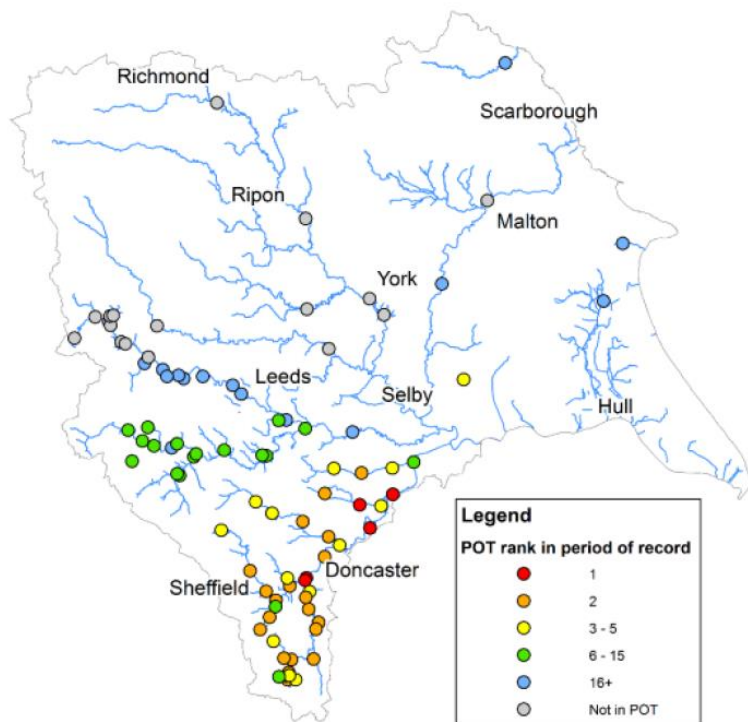 Richmond
Scarborough
Ripon
Malton
York
Leeds
Selby
Hull
Doncaster
Sheffield
Legend
POT rank in period of record
1
2
3 - 5
6 - 15
16+
Not in POT